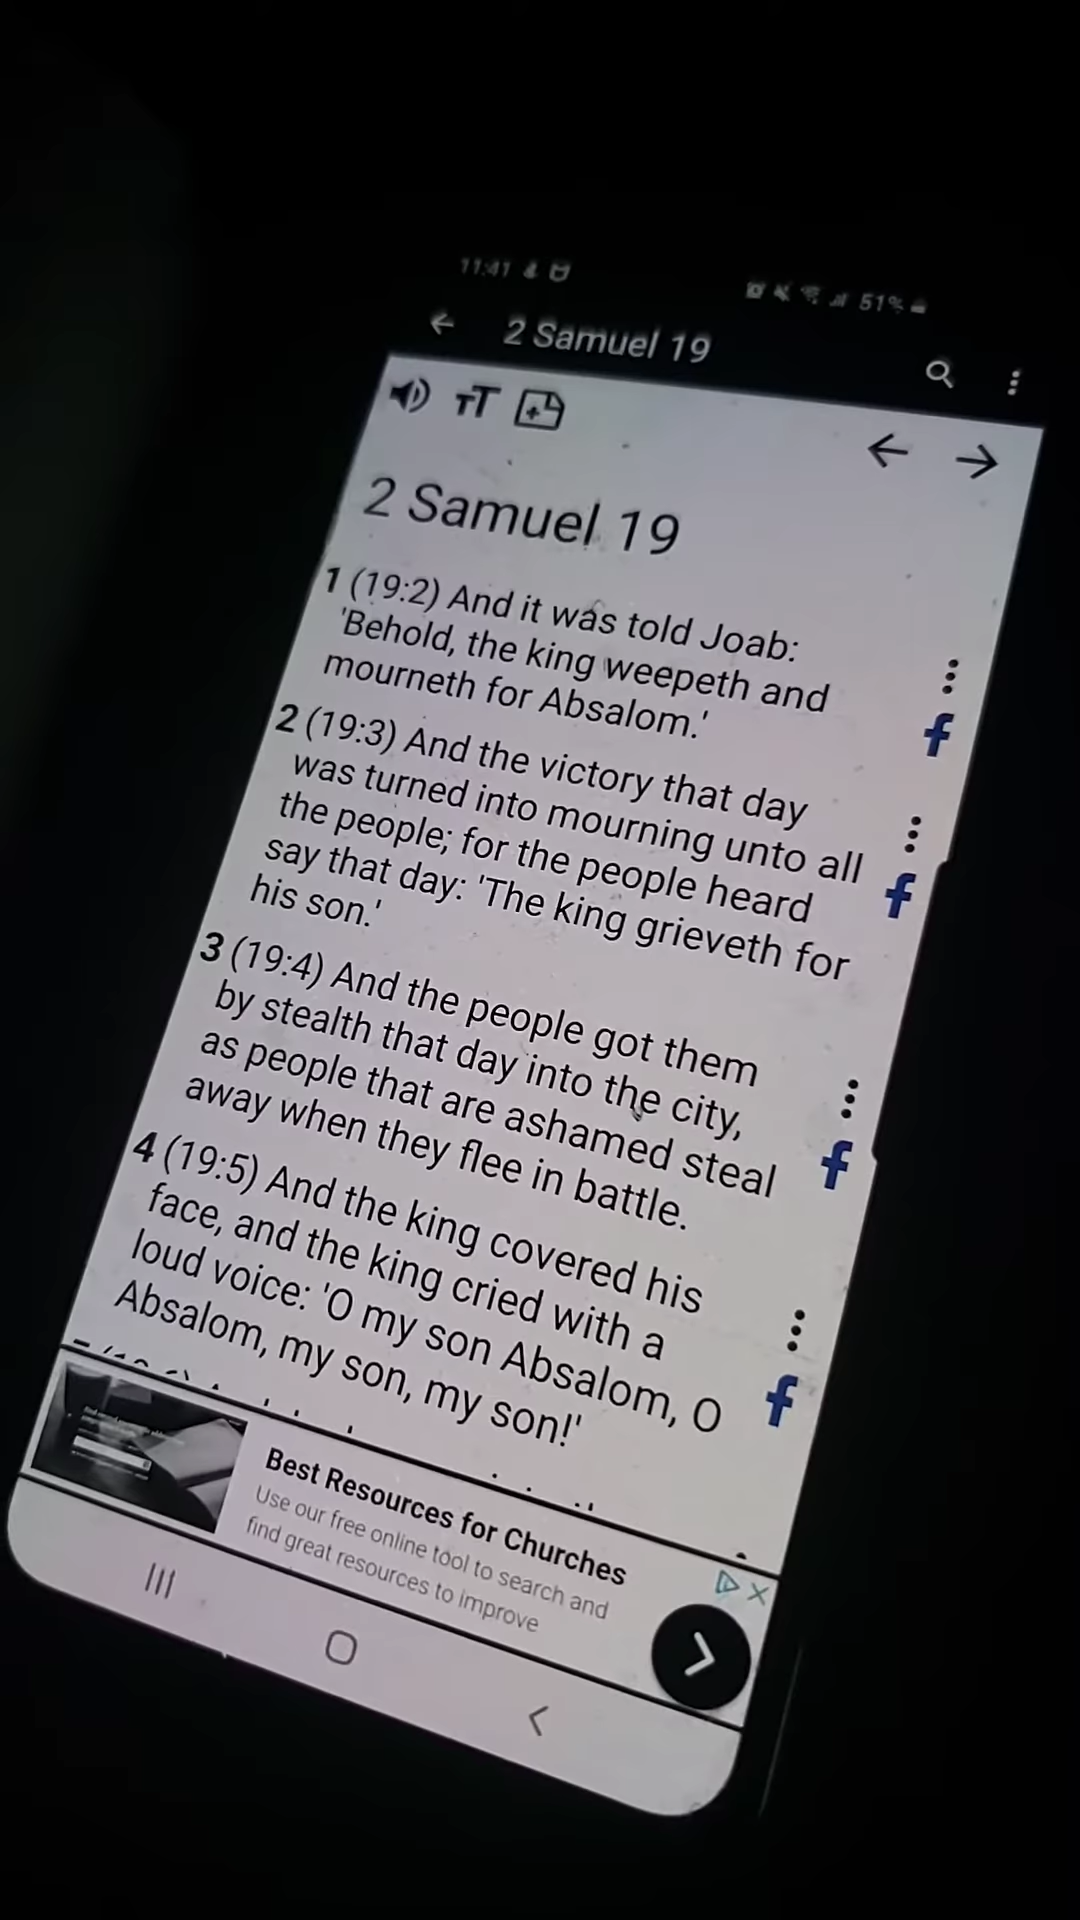 11:41
51%
2 Samuel 19
TT
2 Samuel 19
1 (19:2) And it was told Joab:
'Behold, the king weepeth and
mourneth for Absalom.'
f
2 (19:3) And the victory that day
was turned into mourning unto all
the people; for the people heard
say that day: 'The king grieveth for
his son.'
f
3 (19:4) And the people got them
by stealth that day into the city,
as people that are ashamed steal
away when they flee in battle.
f
4 (19:5) And the king covered his
face, and the king cried with a
loud voice: 'O my son Absalom, O
Absalom, my son, my son!'
f
Best Resources for Churches
Use our free online tool to search and
find great resources to improve